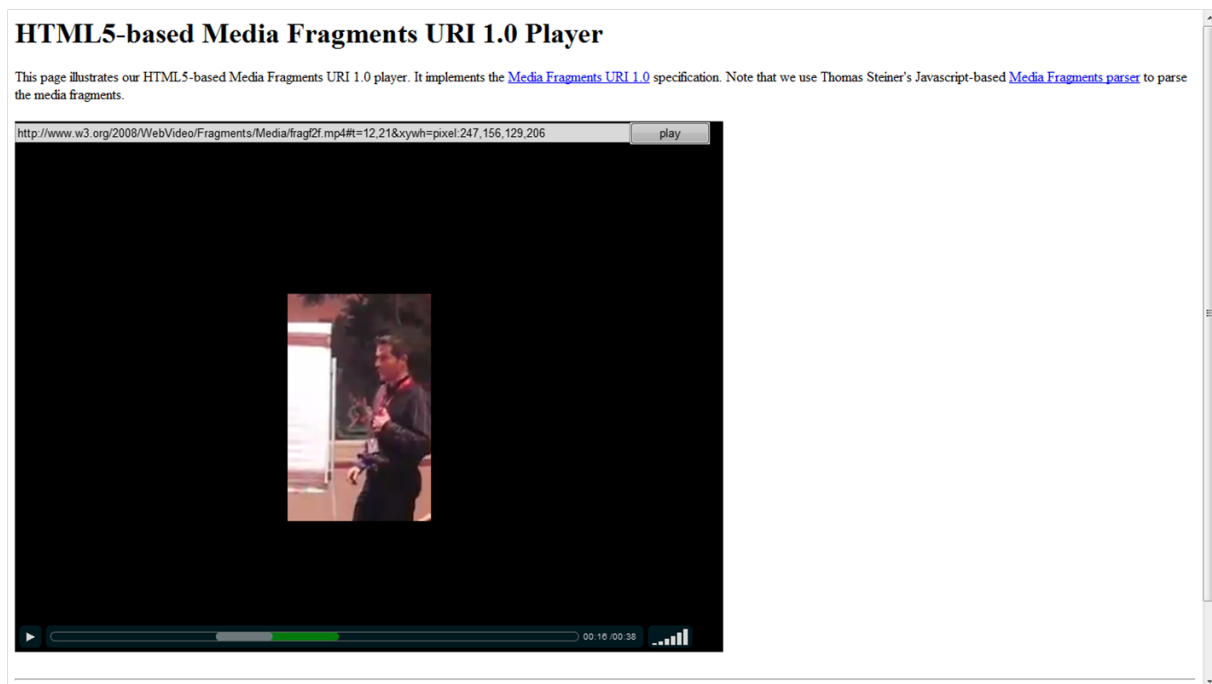 HTML5-based Media Fragments URI 1.0 Player
This page illustrates our HTML5-based Media Fragments URI 1.0 player. It implements the Media Fragments URI 1.0 specification. Note that we use Thomas Steiner's Javascript-based Media Fragments parser to parse
the media fragments.
http://www.w3.org/2008/WebVideo/Fragments/Media/fragf2f.mp4#t=12,21&xywh=pixel:247,156,129,206 play
00:16 /00:38